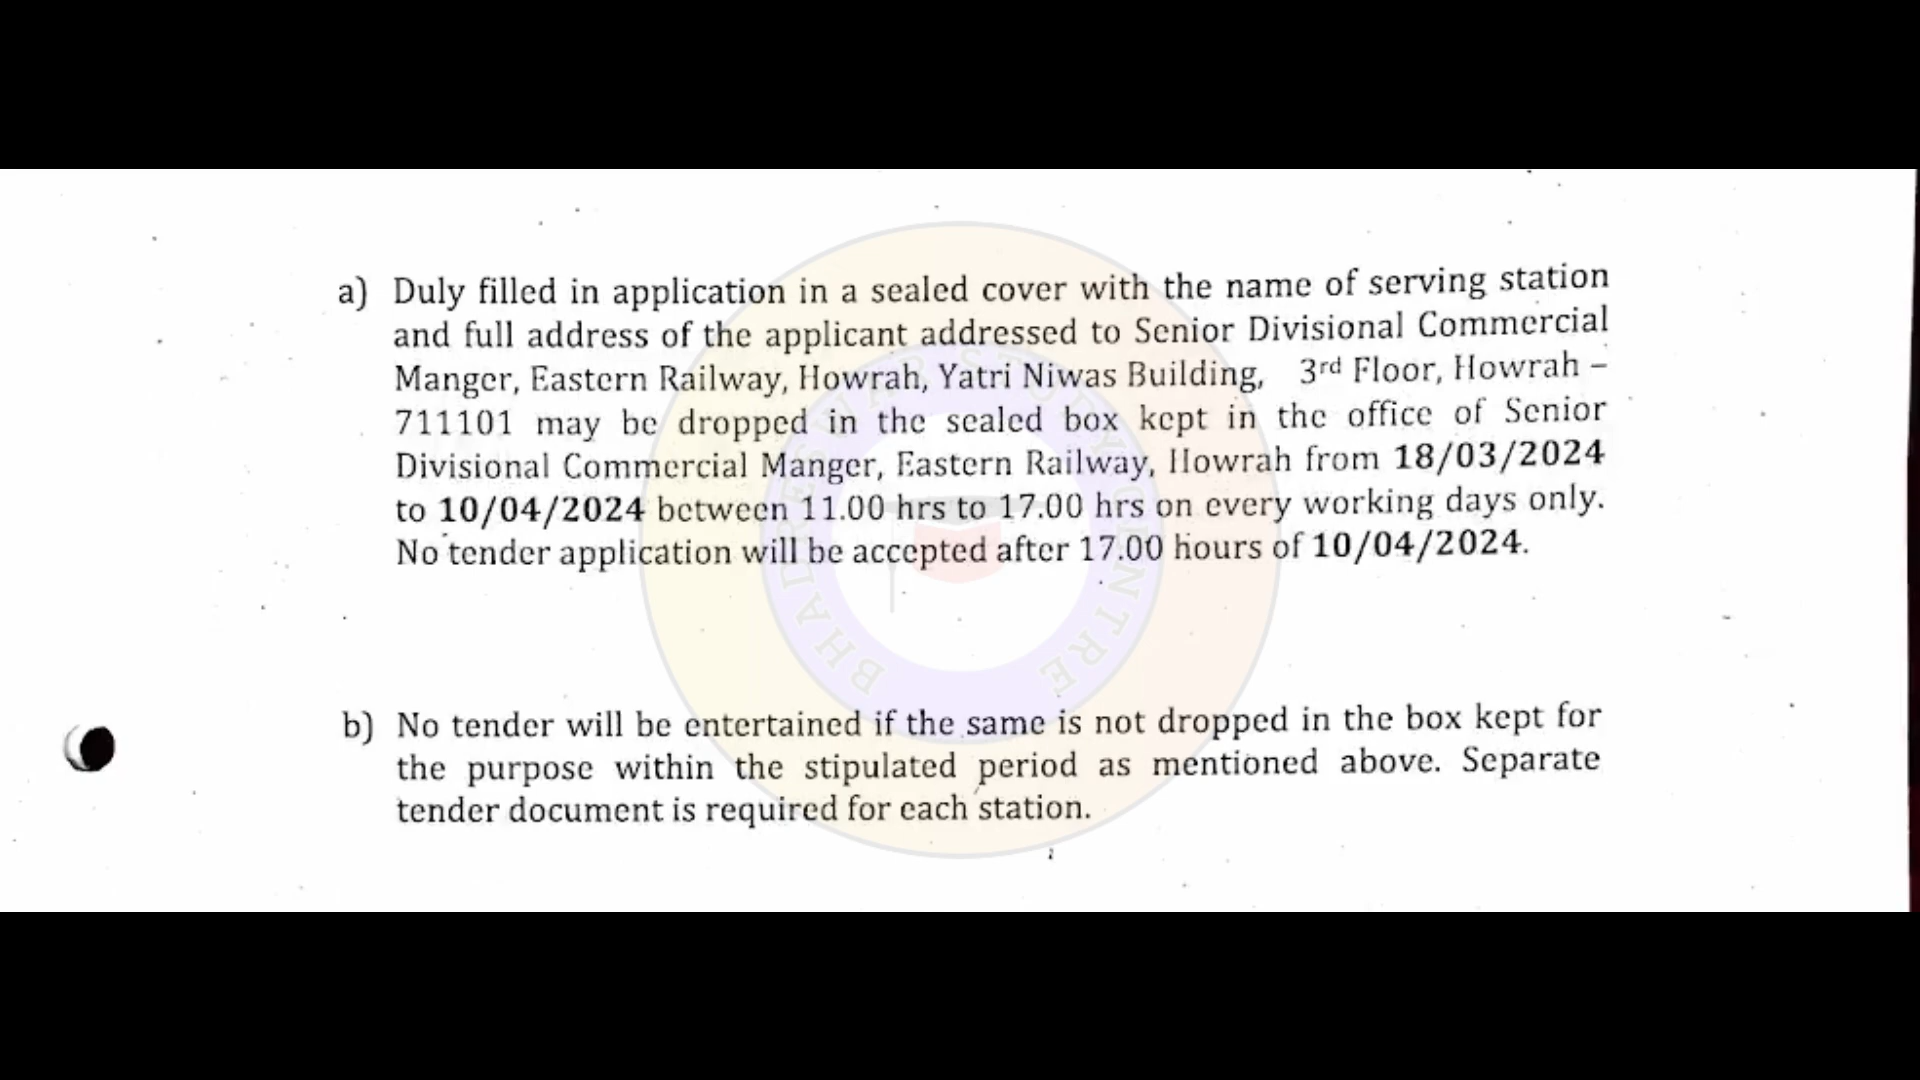 a) Duly filled in application in a sealed cover with the name of serving station
and full address of the applicant addressed to Senior Divisional Commercial
Manger, Eastern Railway, Howrah, Yatri Niwas Building, 3rd Floor, Howrah –
711101 may be dropped in the sealed box kept in the office of Senior
Divisional Commercial Manger, Eastern Railway, Howrah from 18/03/2024
to 10/04/2024 between 11.00 hrs to 17.00 hrs on every working days only.
No tender application will be accepted after 17.00 hours of 10/04/2024.
b) No tender will be entertained if the same is not dropped in the box kept for
the purpose within the stipulated period as mentioned above. Separate
tender document is required for each station.
BHADRESWAR STUDY CENTRE